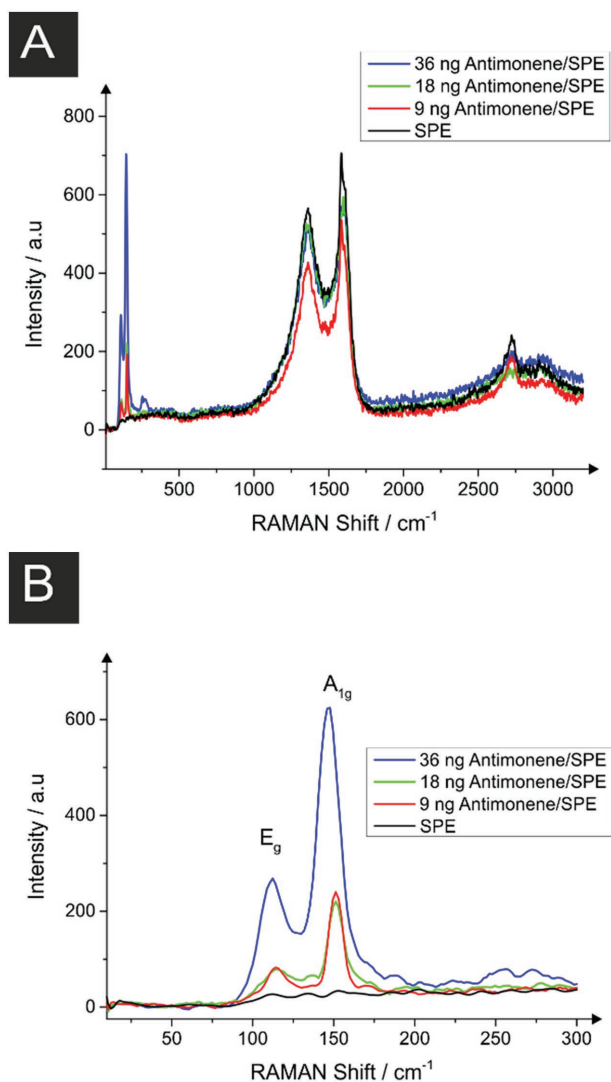 A
36 ng Antimonene/SPE
18 ng Antimonene/SPE
9 ng Antimonene/SPE
SPE
800
600
400
200
0
Intensity / a.u
500 1000 1500 2000 2500 3000
RAMAN Shift / cm⁻¹
B
A₁g
E_g
36 ng Antimonene/SPE
18 ng Antimonene/SPE
9 ng Antimonene/SPE
SPE
600
400
200
0
Intensity / a.u
50 100 150 200 250 300
RAMAN Shift / cm⁻¹